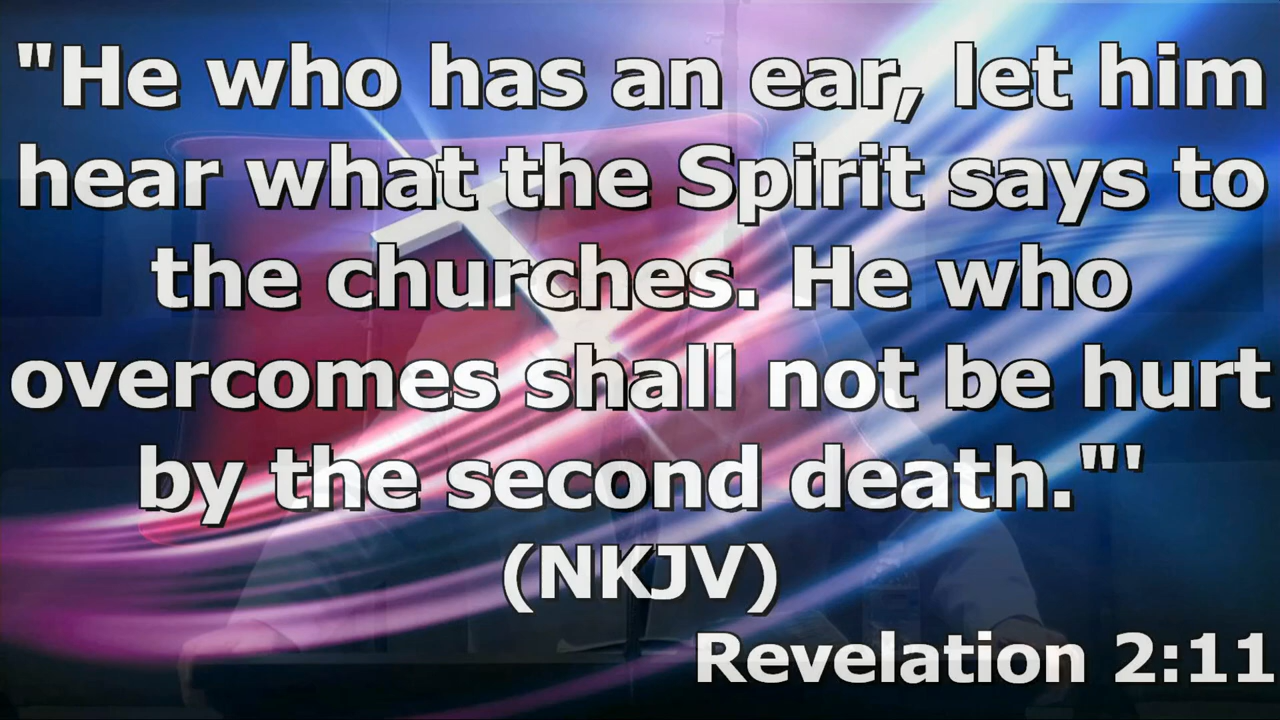 "He who has an ear, let him
hear what the Spirit says to
the churches. He who
overcomes shall not be hurt
by the second death."'
(NKJV)
Revelation 2:11